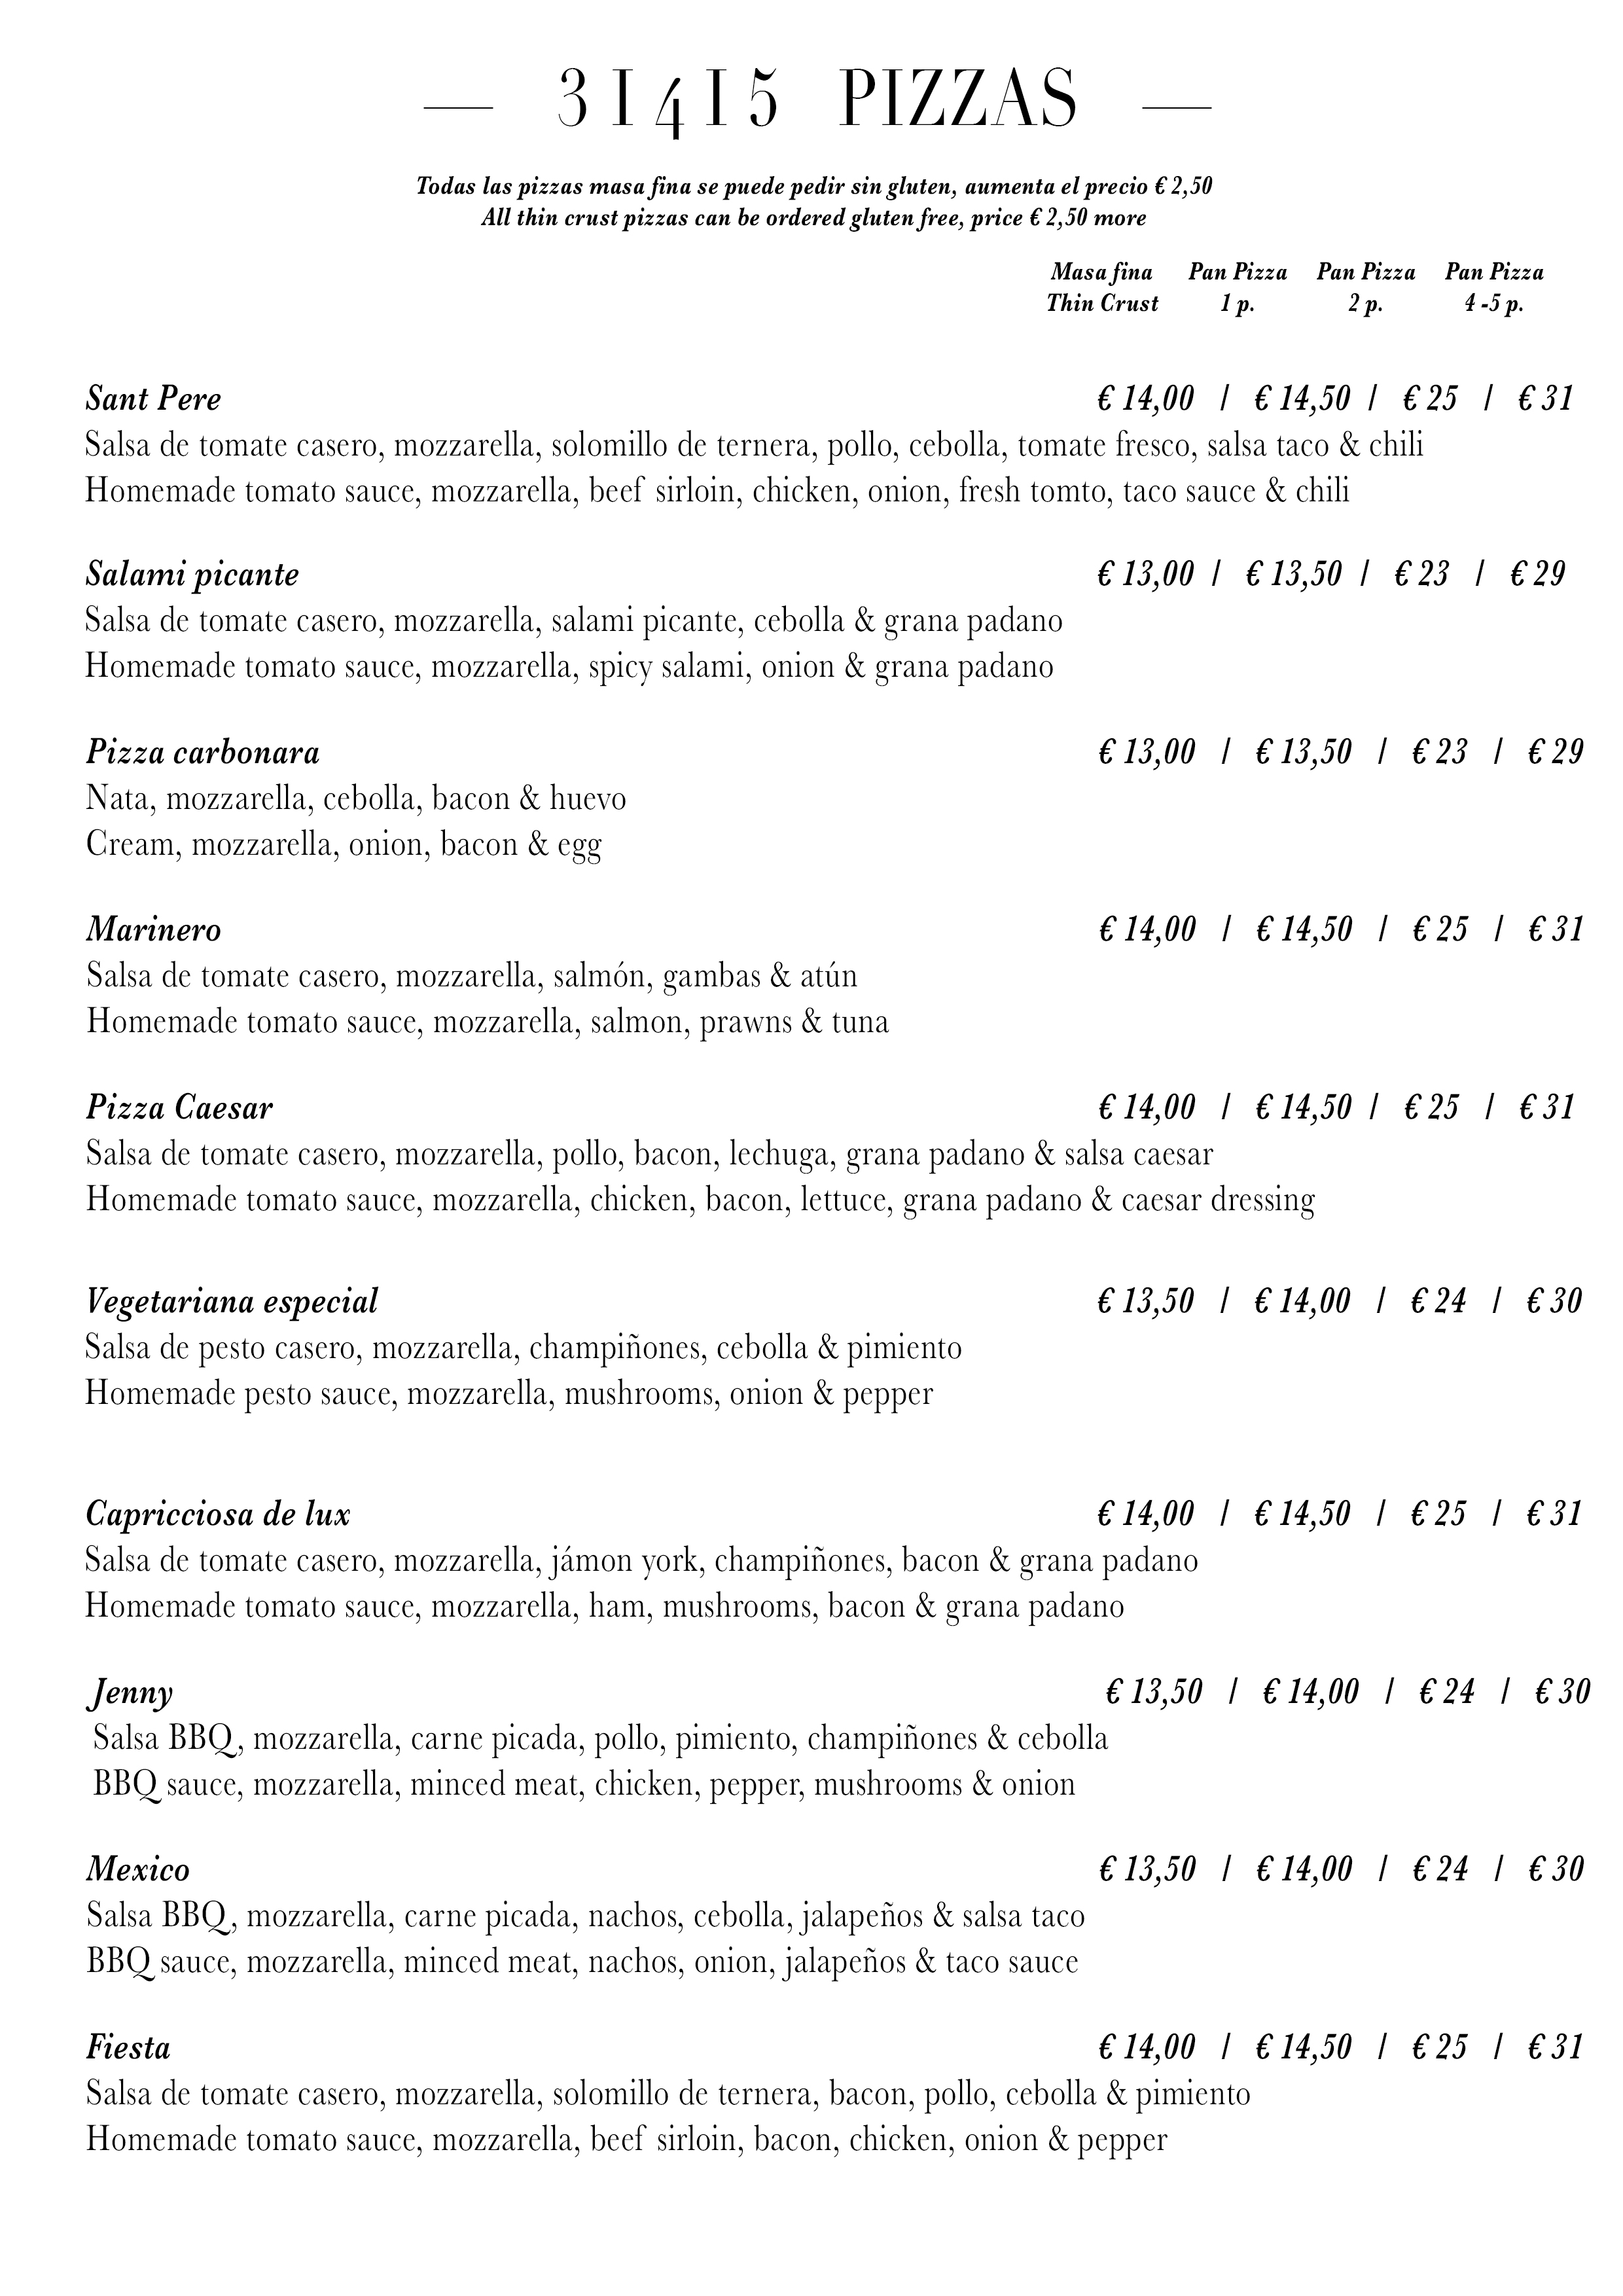 31415 PIZZAS
Todas las pizzas masa fina se puede pedir sin gluten, aumenta el precio € 2,50
All thin crust pizzas can be ordered gluten free, price € 2,50 more
Masa fina Pan Pizza Pan Pizza Pan Pizza
Thin Crust 1 p. 2 p. 4 -5 p.
Sant Pere € 14,00 / € 14,50 / € 25 / € 31
Salsa de tomate casero, mozzarella, solomillo de ternera, pollo, cebolla, tomate fresco, salsa taco & chili
Homemade tomato sauce, mozzarella, beef sirloin, chicken, onion, fresh tomto, taco sauce & chili
Salami picante € 13,00 / € 13,50 / € 23 / € 29
Salsa de tomate casero, mozzarella, salami picante, cebolla & grana padano
Homemade tomato sauce, mozzarella, spicy salami, onion & grana padano
Pizza carbonara € 13,00 / € 13,50 / € 23 / € 29
Nata, mozzarella, cebolla, bacon & huevo
Cream, mozzarella, onion, bacon & egg
Marinero € 14,00 / € 14,50 / € 25 / € 31
Salsa de tomate casero, mozzarella, salmón, gambas & atún
Homemade tomato sauce, mozzarella, salmon, prawns & tuna
Pizza Caesar € 14,00 / € 14,50 / € 25 / € 31
Salsa de tomate casero, mozzarella, pollo, bacon, lechuga, grana padano & salsa caesar
Homemade tomato sauce, mozzarella, chicken, bacon, lettuce, grana padano & caesar dressing
Vegetariana especial € 13,50 / € 14,00 / € 24 / € 30
Salsa de pesto casero, mozzarella, champiñones, cebolla & pimiento
Homemade pesto sauce, mozzarella, mushrooms, onion & pepper
Capricciosa de lux € 14,00 / € 14,50 / € 25 / € 31
Salsa de tomate casero, mozzarella, jámon york, champiñones, bacon & grana padano
Homemade tomato sauce, mozzarella, ham, mushrooms, bacon & grana padano
Jenny € 13,50 / € 14,00 / € 24 / € 30
Salsa BBQ, mozzarella, carne picada, pollo, pimiento, champiñones & cebolla
BBQ sauce, mozzarella, minced meat, chicken, pepper, mushrooms & onion
Mexico € 13,50 / € 14,00 / € 24 / € 30
Salsa BBQ, mozzarella, carne picada, nachos, cebolla, jalapeños & salsa taco
BBQ sauce, mozzarella, minced meat, nachos, onion, jalapeños & taco sauce
Fiesta € 14,00 / € 14,50 / € 25 / € 31
Salsa de tomate casero, mozzarella, solomillo de ternera, bacon, pollo, cebolla & pimiento
Homemade tomato sauce, mozzarella, beef sirloin, bacon, chicken, onion & pepper